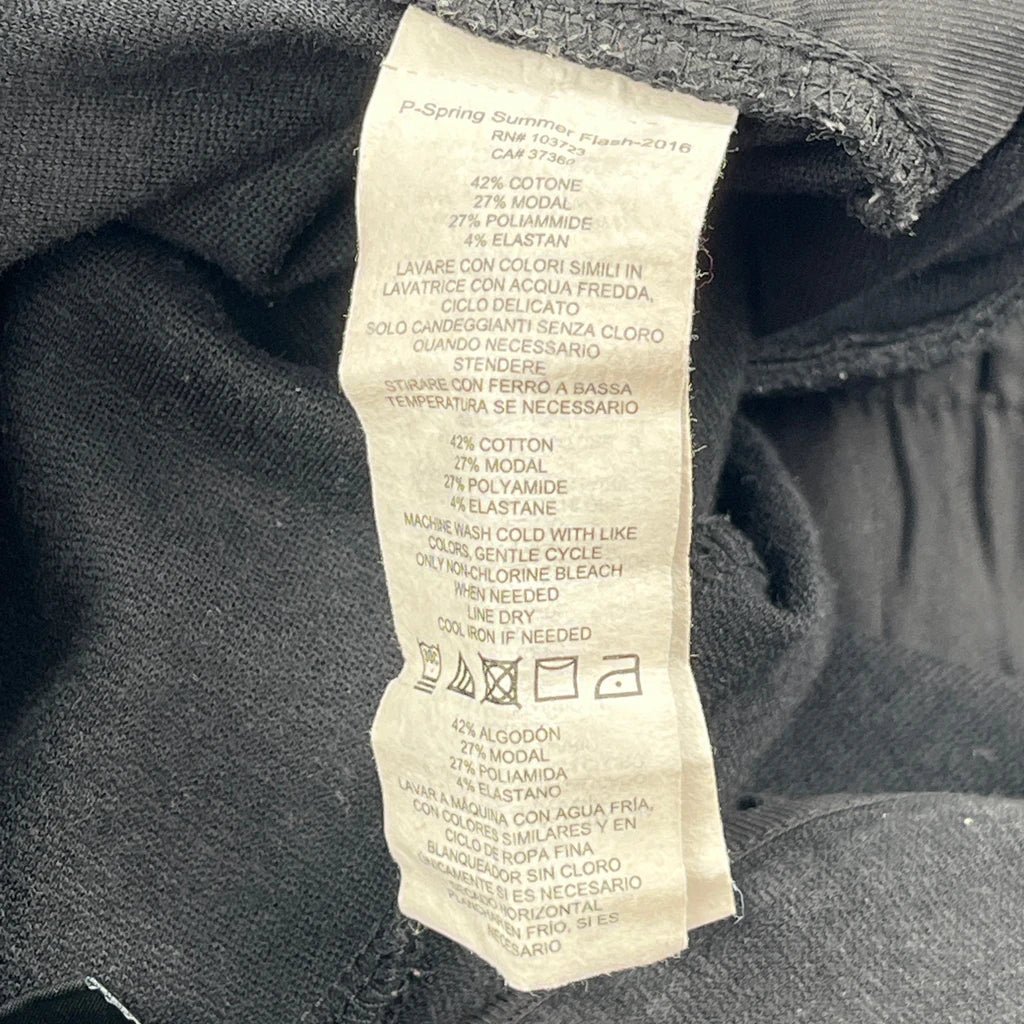 P-Spring Summer Flash-2016
RN# 103723
CA# 37360
42% COTONE
27% MODAL
27% POLIAMMIDE
4% ELASTAN
LAVARE CON COLORI SIMILI IN
LAVATRICE CON ACQUA FREDDA,
CICLO DELICATO
SOLO CANDEGGIANTI SENZA CLORO
QUANDO NECESSARIO
STENDERE
STIRARE CON FERRO A BASSA
TEMPERATURA SE NECESSARIO
42% COTTON
27% MODAL
27% POLYAMIDE
4% ELASTANE
MACHINE WASH COLD WITH LIKE
COLORS, GENTLE CYCLE
ONLY NON-CHLORINE BLEACH
WHEN NEEDED
LINE DRY
COOL IRON IF NEEDED
42% ALGODÓN
27% MODAL
27% POLIAMIDA
4% ELASTANO
LAVAR A MÁQUINA CON AGUA FRÍA,
CON COLORES SIMILARES Y EN
CICLO DE ROPA FINA
BLANQUEADOR SIN CLORO
ÚNICAMENTE SI ES NECESARIO
SECADO HORIZONTAL
PLANCHAR EN FRÍO, SI ES
NECESARIO